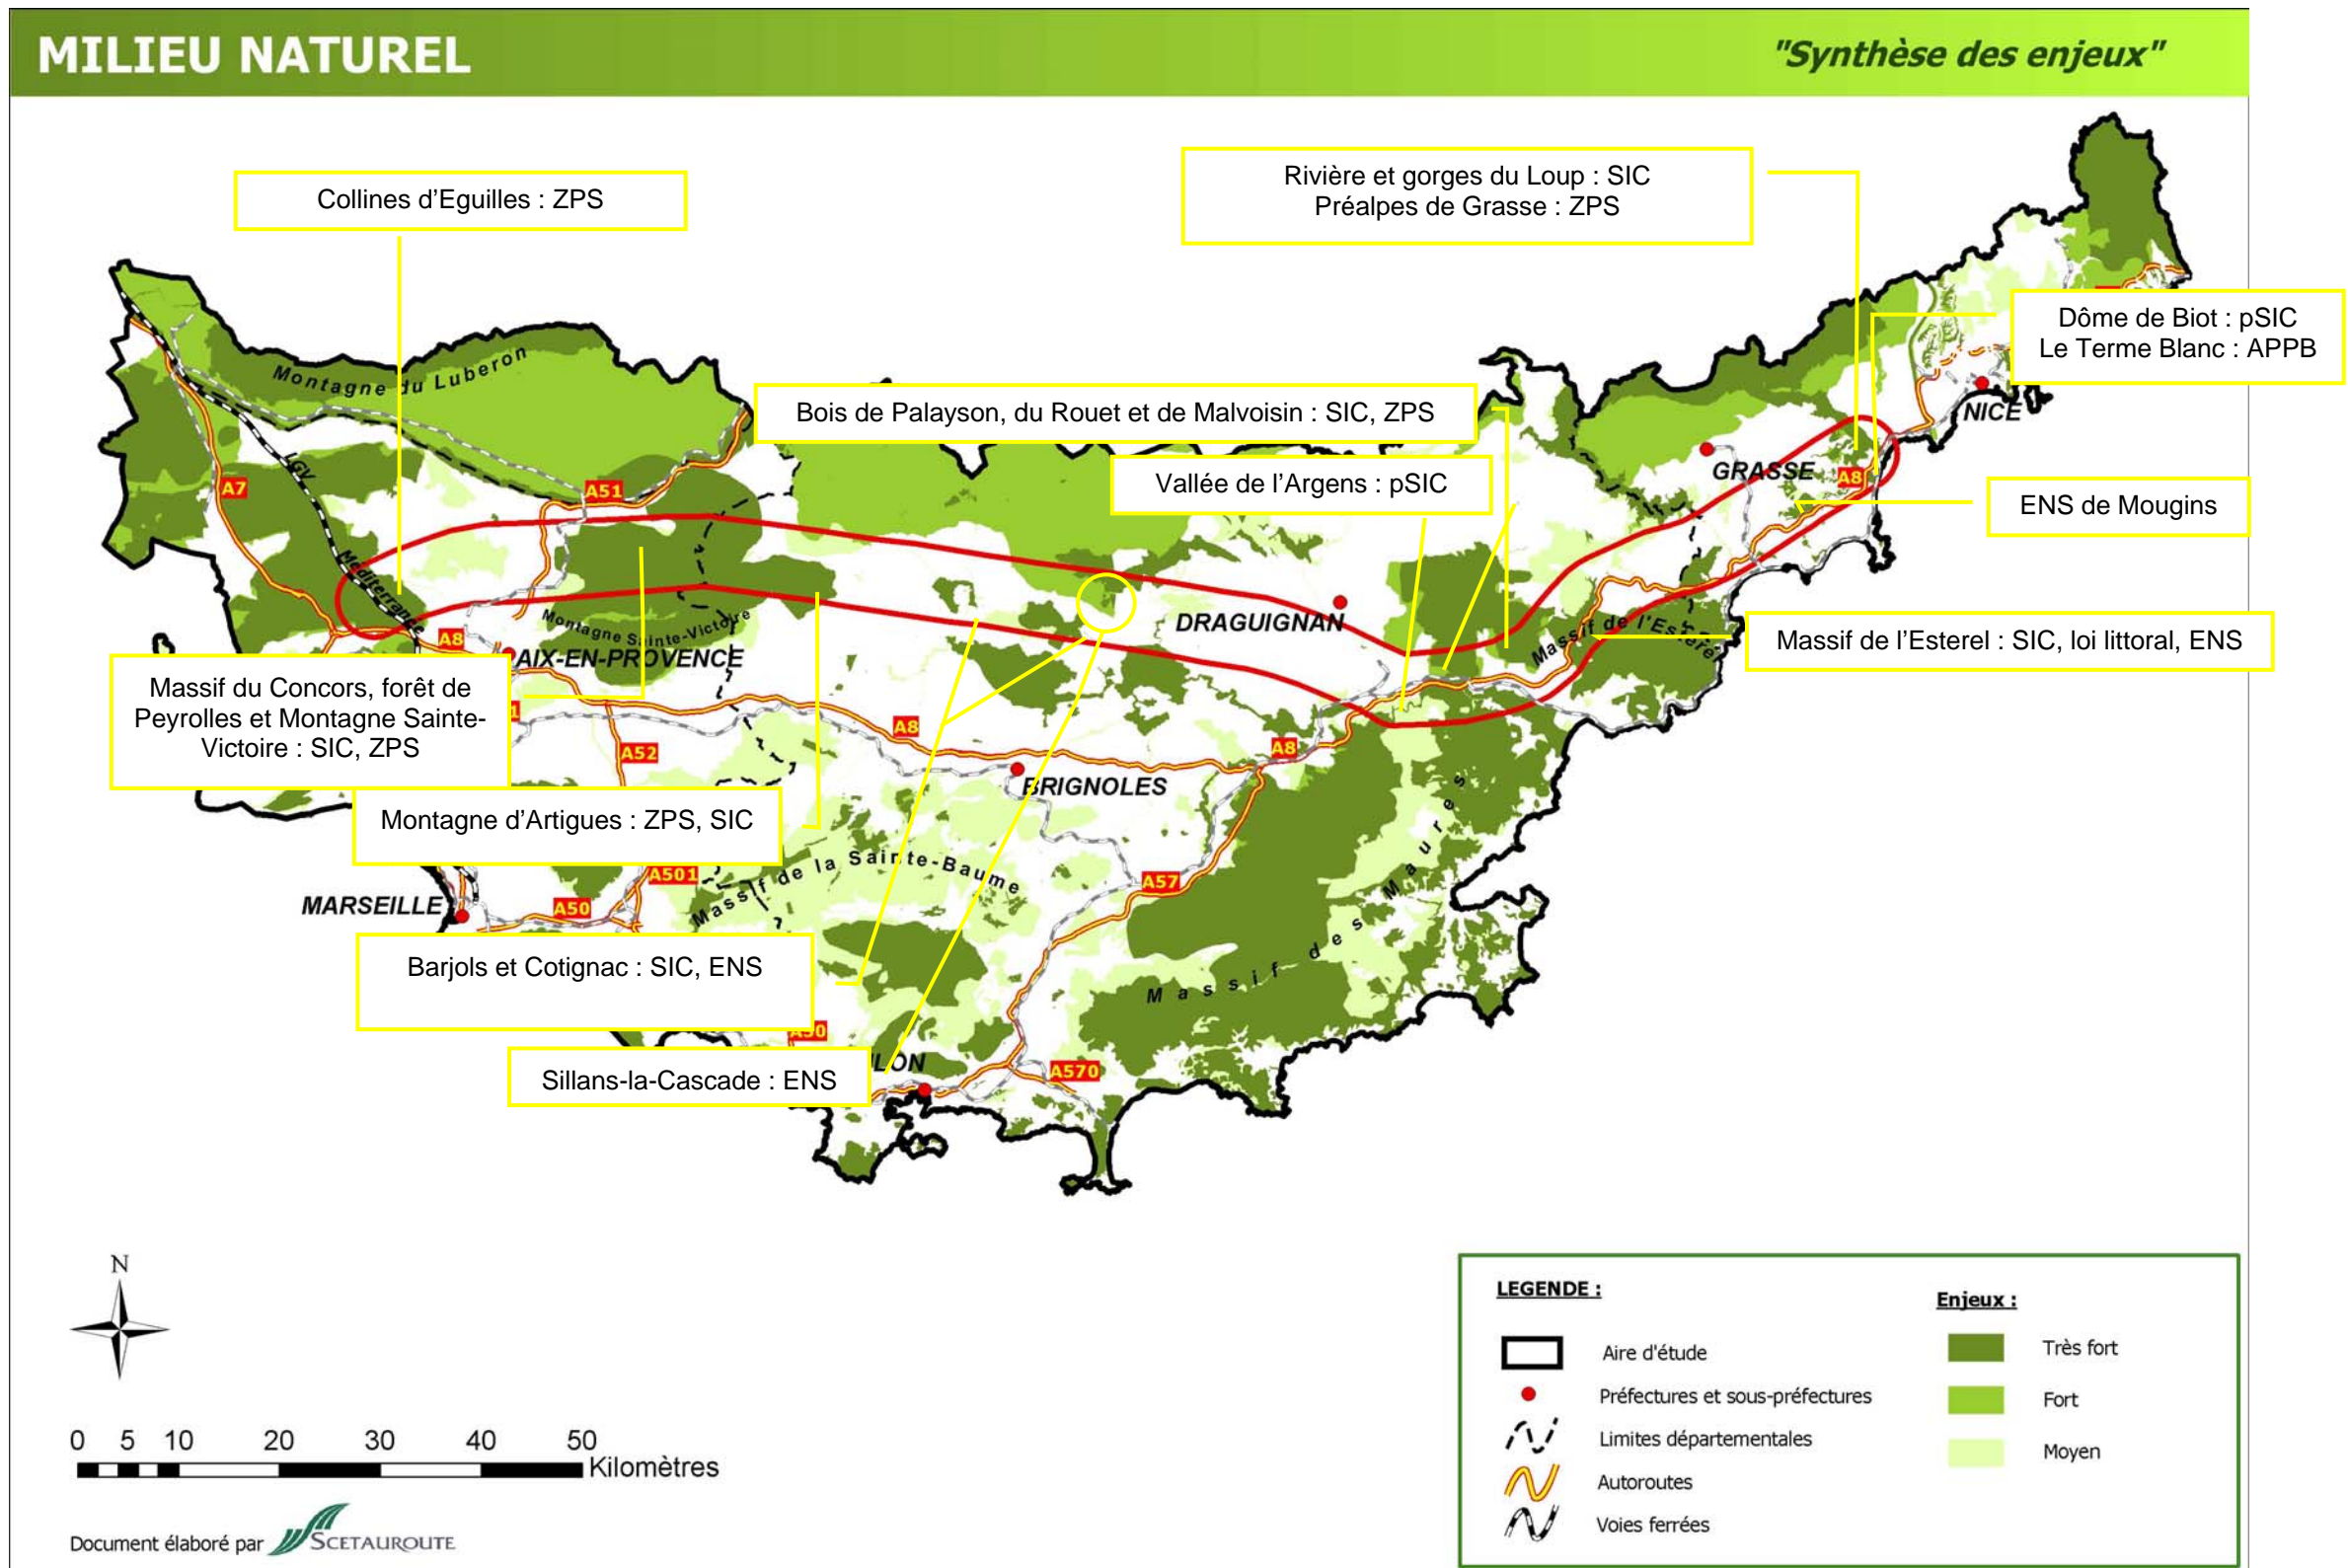 MILIEU NATUREL
"Synthèse des enjeux"
Collines d'Eguilles : ZPS
Rivière et gorges du Loup : SIC
Préalpes de Grasse : ZPS
Dôme de Biot : pSIC
Le Terme Blanc : APPB
Montagne du Luberon
NICE
Bois de Palayson, du Rouet et de Malvoisin : SIC, ZPS
Vallée de l'Argens : pSIC
GRASSE
A8
ENS de Mougins
A7
LGV
A51
Méditerranée
Montagne Sainte-Victoire
DRAGUIGNAN
Massif de l'Esterel
Massif de l'Esterel : SIC, loi littoral, ENS
A8
AIX-EN-PROVENCE
Massif du Concors, forêt de
Peyrolles et Montagne Sainte-
Victoire : SIC, ZPS
A52
A8
A8
BRIGNOLES
Montagne d'Artigues : ZPS, SIC
Massif de la Sainte-Baume
A501
A57
Massif des Maures
MARSEILLE
A50
Barjols et Cotignac : SIC, ENS
Sillans-la-Cascade : ENS
LON
A570
N
0 5 10 20 30 40 50
Kilomètres
Document élaboré par SCETAUROUTE
LEGENDE :
Aire d'étude
Préfectures et sous-préfectures
Limites départementales
Autoroutes
Voies ferrées
Enjeux :
Très fort
Fort
Moyen